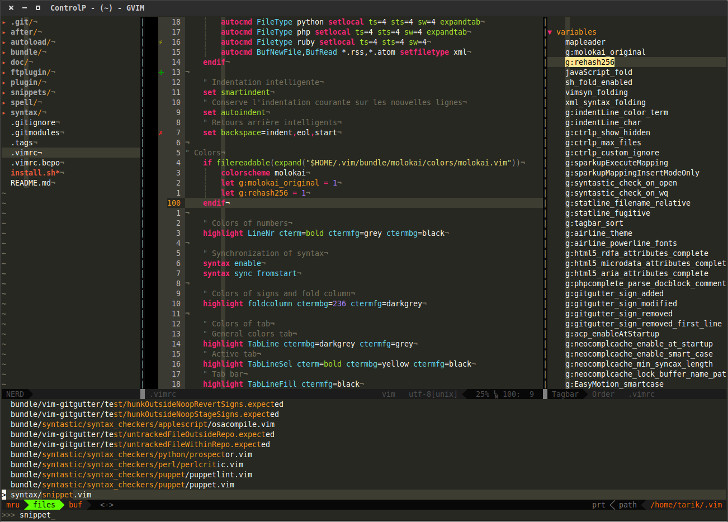 ControlP - (~) - GVIM
.git/
after/
autoload/
bundle/
doc/
ftplugin/
plugin/
snippets/
spell/
syntax/
.gitignore¬
.gitmodules¬
.tags¬
.vimrc¬
.vimrc.bepo¬
install.sh*¬
README.md¬
18 autocmd FileType python setlocal ts=4 sts=4 sw=4 expandtab
17 autocmd FileType php setlocal ts=4 sw=4 expandtab
16 autocmd FileType ruby setlocal ts=4 sts=4 sw=4¬
15 autocmd BufNewFile,BufRead *.rss,*.atom setfiletype xml¬
14 endif¬
13 ¬
12 " Indentation intelligente¬
11 set smartindent¬
10 " Conserve l'indentation courante sur les nouvelles lignes¬
9 set autoindent¬
8 " Retours arrière intelligents¬
7 set backspace=indent,eol,start¬
6 ¬
5 " Colors¬
4 if filereadable(expand("$HOME/.vim/bundle/molokai/colors/molokai.vim"))¬
3 colorscheme molokai¬
2 let g:molokai_original = 1¬
1 let g:rehash256 = 1¬
100 endif¬
1 ¬
2 " Colors of numbers¬
3 highlight LineNr cterm=bold ctermfg=grey ctermbg=black¬
4 ¬
5 " Synchronization of syntax¬
6 syntax enable¬
7 syntax sync fromstart¬
8 ¬
9 " Colors of signs and fold column¬
10 highlight foldcolumn ctermbg=236 ctermfg=darkgrey¬
11 ¬
12 " Colors of tab¬
13 " General colors tab¬
14 highlight TabLine ctermbg=darkgrey ctermfg=grey¬
15 " Active tab¬
16 highlight TabLineSel cterm=bold ctermbg=yellow ctermfg=black¬
17 " Tab bar¬
18 highlight TabLineFill ctermfg=black¬
▼ variables
mapleader
g:molokai_original
g:rehash256
javaScript_fold
sh_fold_enabled
vimsyn_folding
xml_syntax_folding
g:indentLine_color_term
g:indentLine_char
g:ctrlp_show_hidden
g:ctrlp_max_files
g:ctrlp_custom_ignore
g:sparkupExecuteMapping
g:sparkupMappingInsertModeOnly
g:syntastic_check_on_open
g:syntastic_check_on_wq
g:statline_filename_relative
g:statline_fugitive
g:tagbar_sort
g:airline_theme
g:airline_powerline_fonts
g:html5_rdfa_attributes_complete
g:html5_microdata_attributes_complet
g:html5_aria_attributes_complete
g:phpcomplete_parse_docblock_comment
g:gitgutter_sign_added
g:gitgutter_sign_modified
g:gitgutter_sign_removed
g:gitgutter_sign_removed_first_line
g:acp_enableAtStartup
g:neocomplcache_enable_at_startup
g:neocomplcache_enable_smart_case
g:neocomplcache_min_syntax_length
g:neocomplcache_lock_buffer_name_pat
g:EasyMotion_smartcase
NERD .vimrc vim utf-8[unix] 25% 100: 9 Tagbar Order .vimrc
bundle/vim-gitgutter/test/hunkOutsideNoopRevertSigns.expected
bundle/vim-gitgutter/test/hunkOutsideNoopStageSigns.expected
bundle/syntastic/syntax_checkers/applescript/osacompile.vim
bundle/vim-gitgutter/test/untrackedFileOutsideRepo.expected
bundle/vim-gitgutter/test/untrackedFileWithinRepo.expected
bundle/syntastic/syntax_checkers/python/prospector.vim
bundle/syntastic/syntax_checkers/perl/perlcritic.vim
bundle/syntastic/syntax_checkers/puppet/puppetlint.vim
bundle/syntastic/syntax_checkers/puppet/puppet.vim
> syntax/snippet.vim
mru files buf <-> prt path /home/tarik/.vim
>>> snippet_